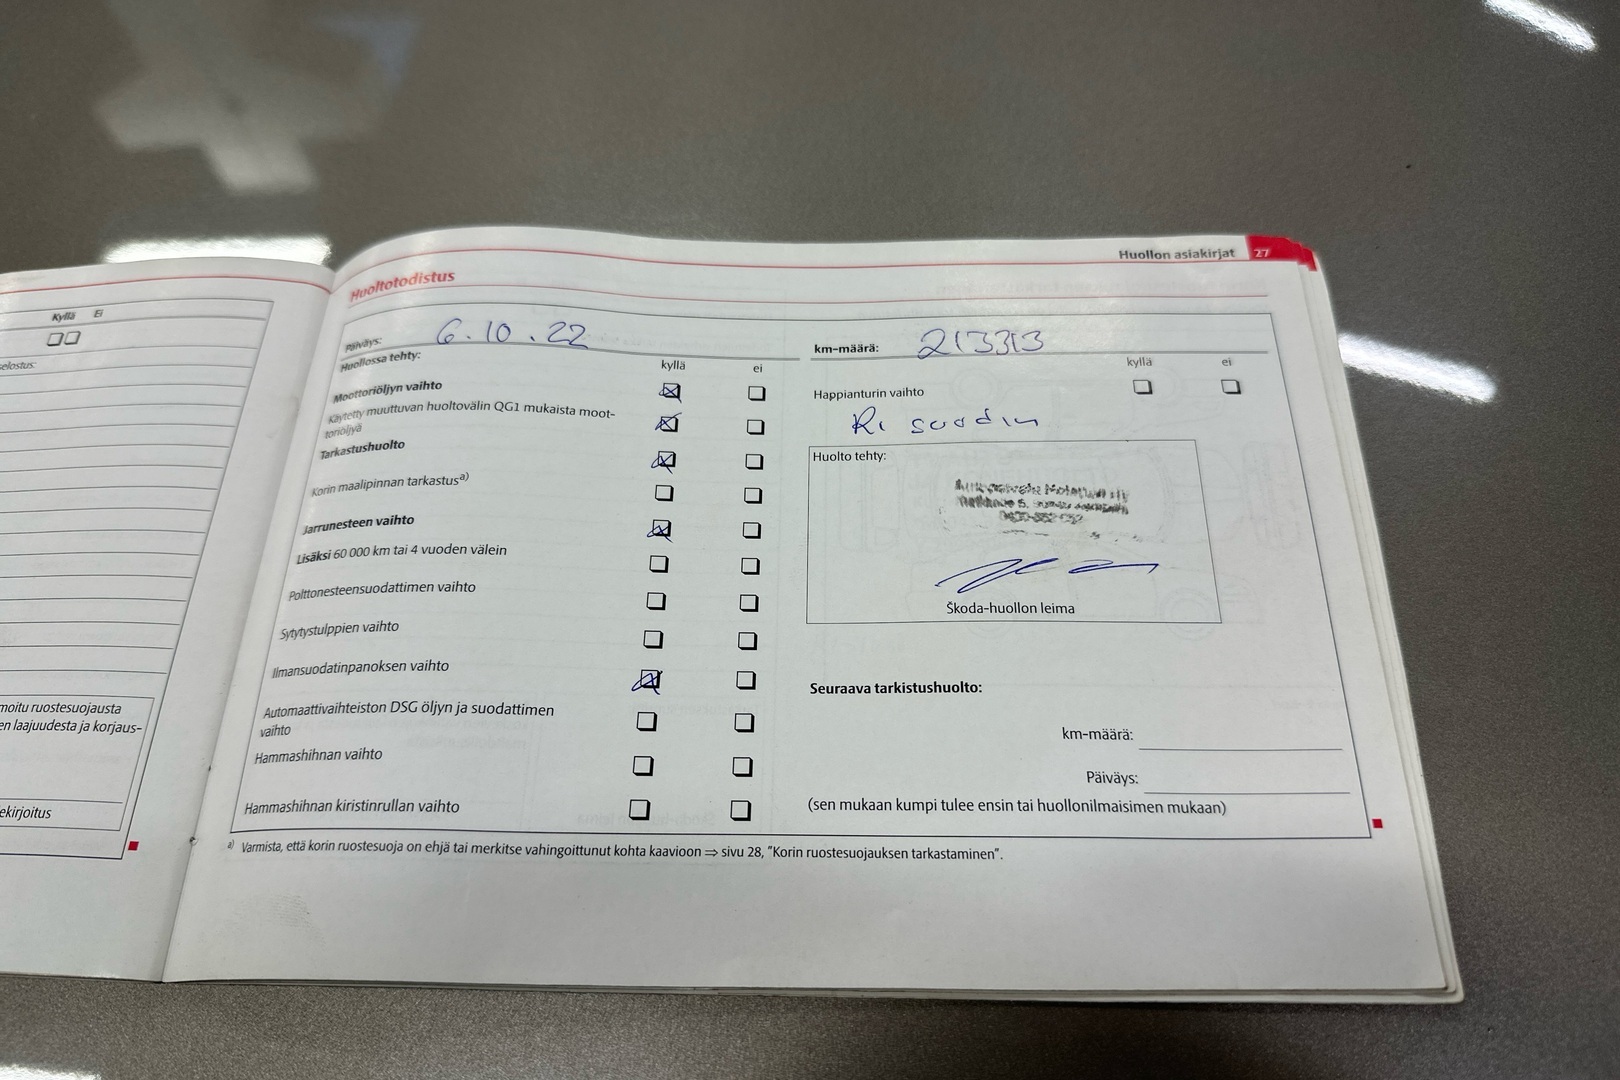 Kyllä Ei
elostus:
moitu ruostesuojausta
en laajuudesta ja korjaus-
ekirjoitus
Huollon asiakirjat 27
Huoltotodistus
Päiväys: 6.10.22
Huollossa tehty:
kyllä ei
Moottoriöljyn vaihto
Käytetty muuttuvan huoltovälin QG1 mukaista moot-
toriöljyä
Tarkastushuolto
Korin maalipinnan tarkastus a)
Jarrunesteen vaihto
Lisäksi 60 000 km tai 4 vuoden välein
Polttonesteensuodattimen vaihto
Sytytystulppien vaihto
Ilmansuodatinpanoksen vaihto
Automaattivaihteiston DSG öljyn ja suodattimen
vaihto
Hammashihnan vaihto
Hammashihnan kiristinrullan vaihto
km-määrä: 213313
kyllä ei
Happianturin vaihto
Ri suodin
Huolto tehty:
Škoda-huollon leima
Seuraava tarkistushuolto:
km-määrä:
Päiväys:
(sen mukaan kumpi tulee ensin tai huollonilmaisimen mukaan)
a) Varmista, että korin ruostesuoja on ehjä tai merkitse vahingoittunut kohta kaavioon ⇒ sivu 28, "Korin ruostesuojauksen tarkastaminen".